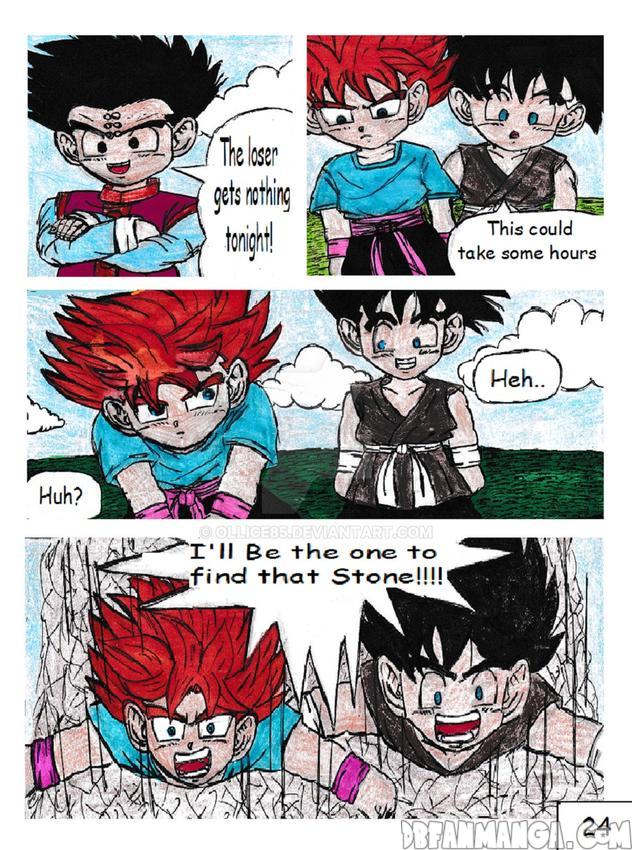 The loser
gets nothing
tonight!
This could
take some hours
Huh?
Heh..
© OLLICE85.DEVIANTART.COM
I'll Be the one to
find that Stone!!!!
24
DBFANMANGA.COM